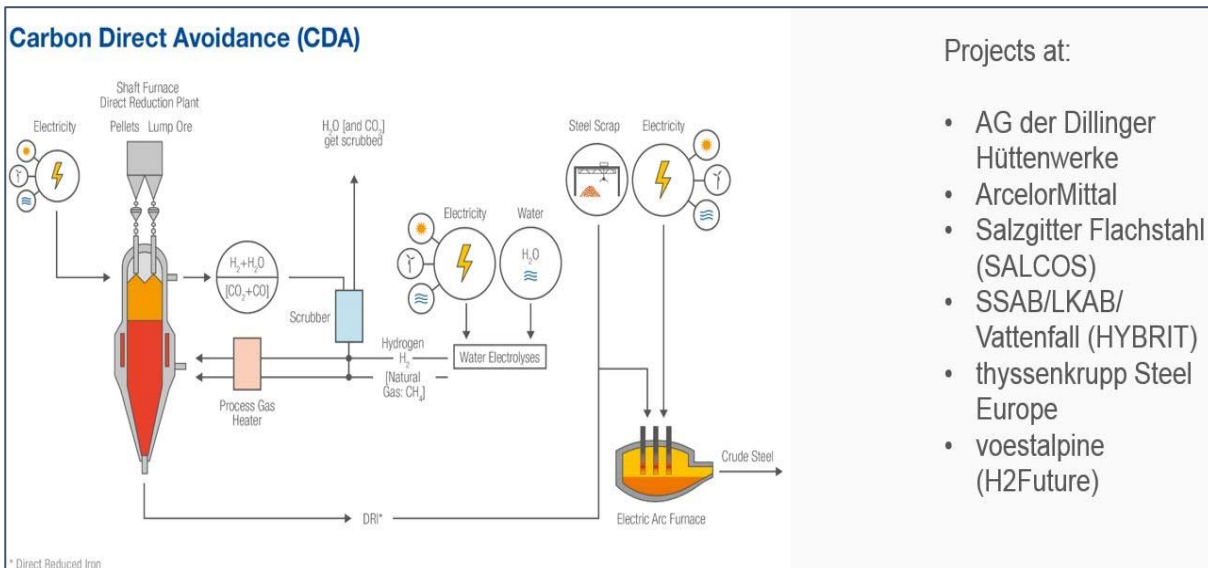 Carbon Direct Avoidance (CDA)
Shaft Furnace
Direct Reduction Plant
Electricity
Pellets
Lump Ore
H₂O [and CO₂]
get scrubbed
Steel Scrap
Electricity
H₂+H₂O
[CO₂+CO]
Scrubber
Electricity
Water
H₂O
Hydrogen
H₂
[Natural
Gas: CH₄]
Water Electrolyses
Process Gas
Heater
DRI*
Electric Arc Furnace
Crude Steel
* Direct Reduced Iron
Projects at:
• AG der Dillinger
Hüttenwerke
• ArcelorMittal
• Salzgitter Flachstahl
(SALCOS)
• SSAB/LKAB/
Vattenfall (HYBRIT)
• thyssenkrupp Steel
Europe
• voestalpine
(H2Future)